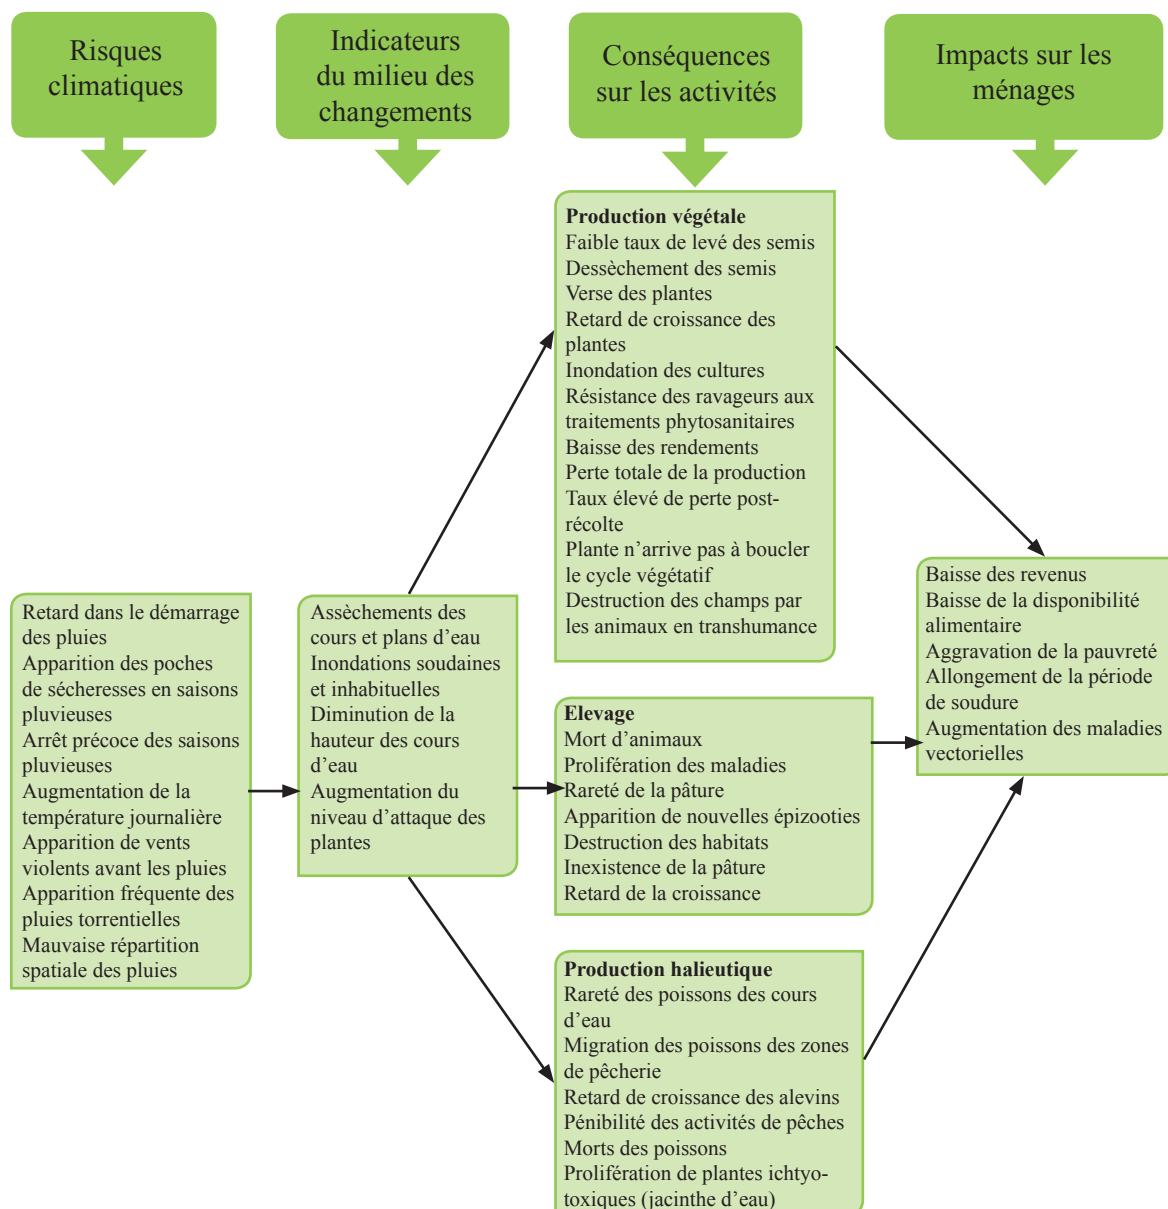 Risques
climatiques
Indicateurs
du milieu des
changements
Conséquences
sur les activités
Impacts sur les
ménages
Retard dans le démarrage
des pluies
Apparition des poches
de sécheresses en saisons
pluvieuses
Arrêt précoce des saisons
pluvieuses
Augmentation de la
température journalière
Apparition de vents
violents avant les pluies
Apparition fréquente des
pluies torrentielles
Mauvaise répartition
spatiale des pluies
Assèchements des
cours et plans d’eau
Inondations soudaines
et inhabituelles
Diminution de la
hauteur des cours
d’eau
Augmentation du
niveau d’attaque des
plantes
Production végétale
Faible taux de levé des semis
Dessèchement des semis
Verse des plantes
Retard de croissance des
plantes
Inondation des cultures
Résistance des ravageurs aux
traitements phytosanitaires
Baisse des rendements
Perte totale de la production
Taux élevé de perte post-
récolte
Plante n’arrive pas à boucler
le cycle végétatif
Destruction des champs par
les animaux en transhumance
Elevage
Mort d’animaux
Prolifération des maladies
Rareté de la pâture
Apparition de nouvelles épizooties
Destruction des habitats
Inexistence de la pâture
Retard de la croissance
Production halieutique
Rareté des poissons des cours
d’eau
Migration des poissons des zones
de pêcherie
Retard de croissance des alevins
Pénibilité des activités de pêches
Morts des poissons
Prolifération de plantes ichtyo-
toxiques (jacinthe d’eau)
Baisse des revenus
Baisse de la disponibilité
alimentaire
Aggravation de la pauvreté
Allongement de la période
de soudure
Augmentation des maladies
vectorielles